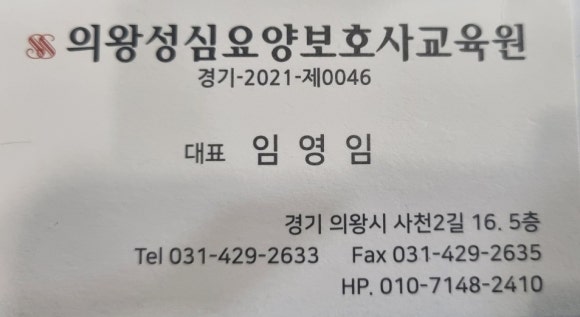 의왕성심요양보호사교육원
경기-2021-제0046
대표 임영임
경기 의왕시 사천2길 16. 5층
Tel 031-429-2633 Fax 031-429-2635
HP. 010-7148-2410